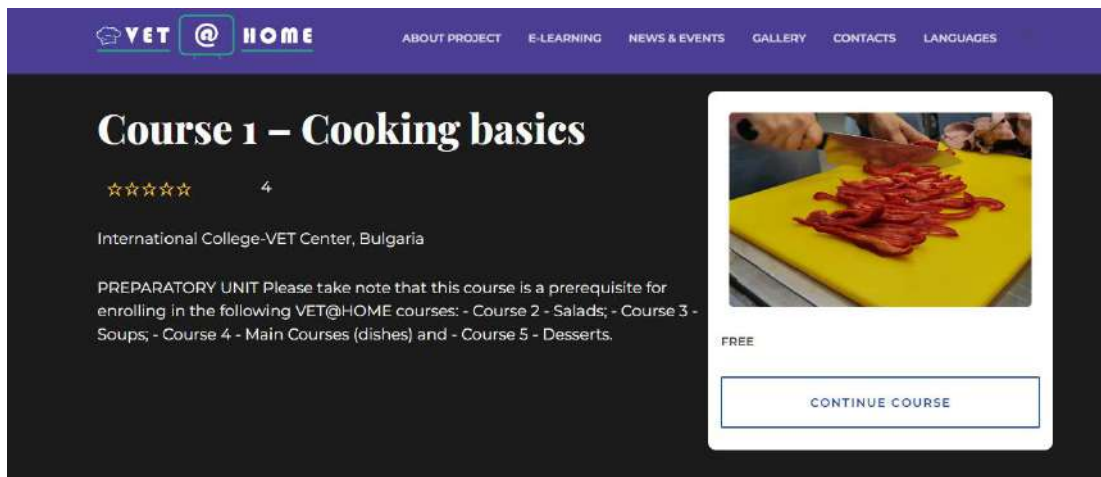 VET @ HOME
ABOUT PROJECT E-LEARNING NEWS & EVENTS GALLERY CONTACTS LANGUAGES
Course 1 – Cooking basics
☆☆☆☆☆ 4
International College-VET Center, Bulgaria
PREPARATORY UNIT Please take note that this course is a prerequisite for
enrolling in the following VET@HOME courses: - Course 2 - Salads; - Course 3 -
Soups; - Course 4 - Main Courses (dishes) and - Course 5 - Desserts.
FREE
CONTINUE COURSE